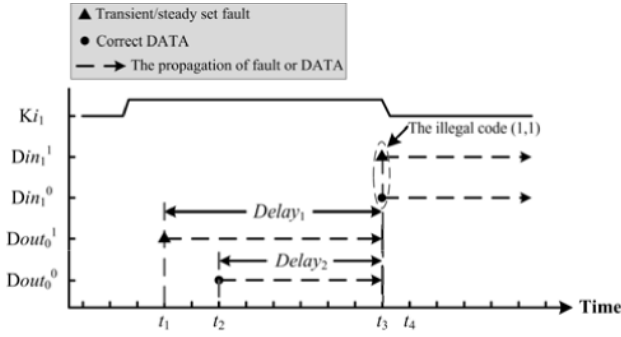 Transient/steady set fault
Correct DATA
The propagation of fault or DATA
Ki₁
The illegal code (1,1)
Din₁¹
Din₁⁰
Delay₁
Dout₀¹
Delay₂
Dout₀⁰
Time
t₁ t₂ t₃ t₄